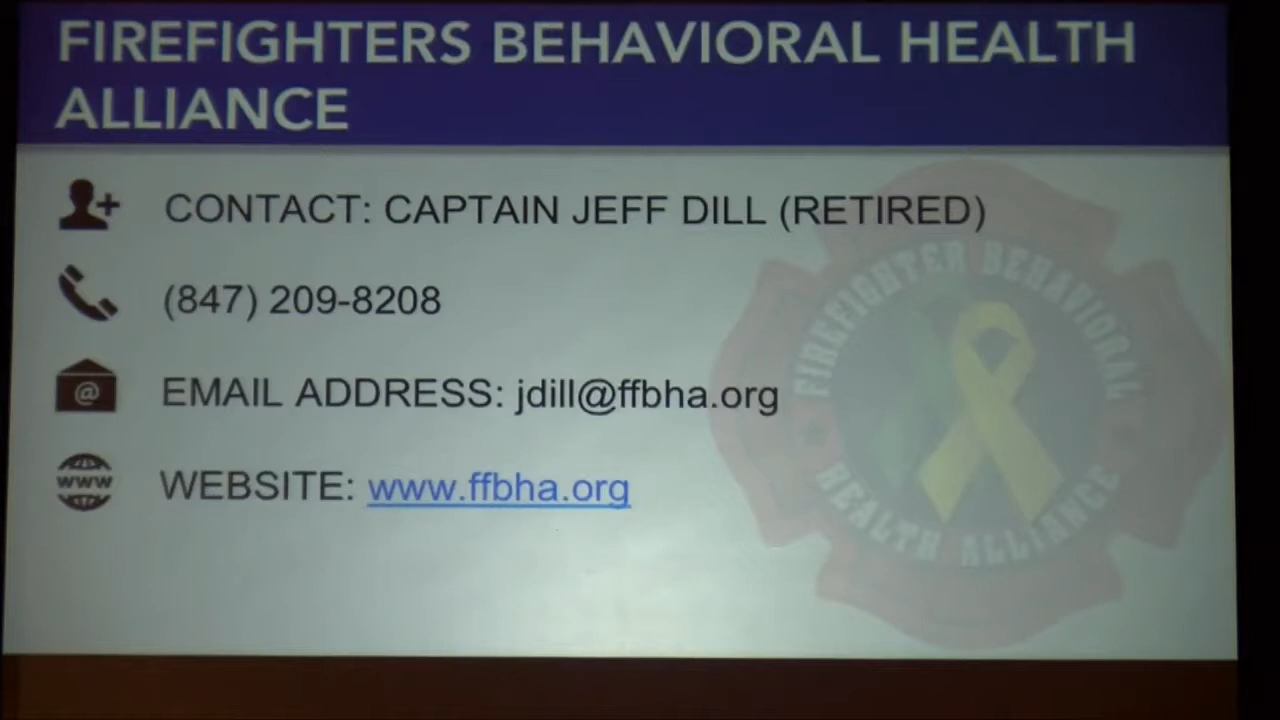 FIREFIGHTERS BEHAVIORAL HEALTH
ALLIANCE
CONTACT: CAPTAIN JEFF DILL (RETIRED)
(847) 209-8208
@
EMAIL ADDRESS: jdill@ffbha.org
www
WEBSITE: www.ffbha.org
FIREFIGHTER BEHAVIORAL
HEALTH ALLIANCE